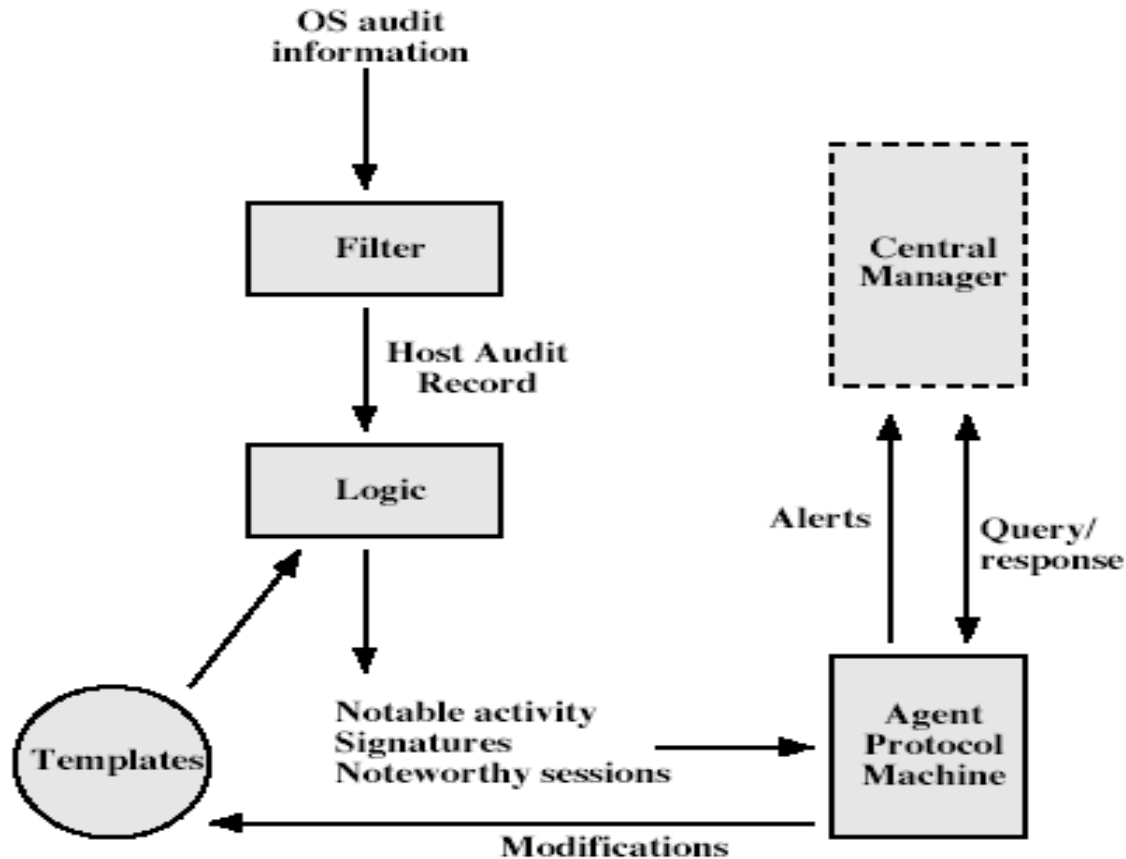 OS audit
information
Filter
Central
Manager
Host Audit
Record
Logic
Alerts
Query/
response
Templates
Notable activity
Signatures
Noteworthy sessions
Agent
Protocol
Machine
Modifications